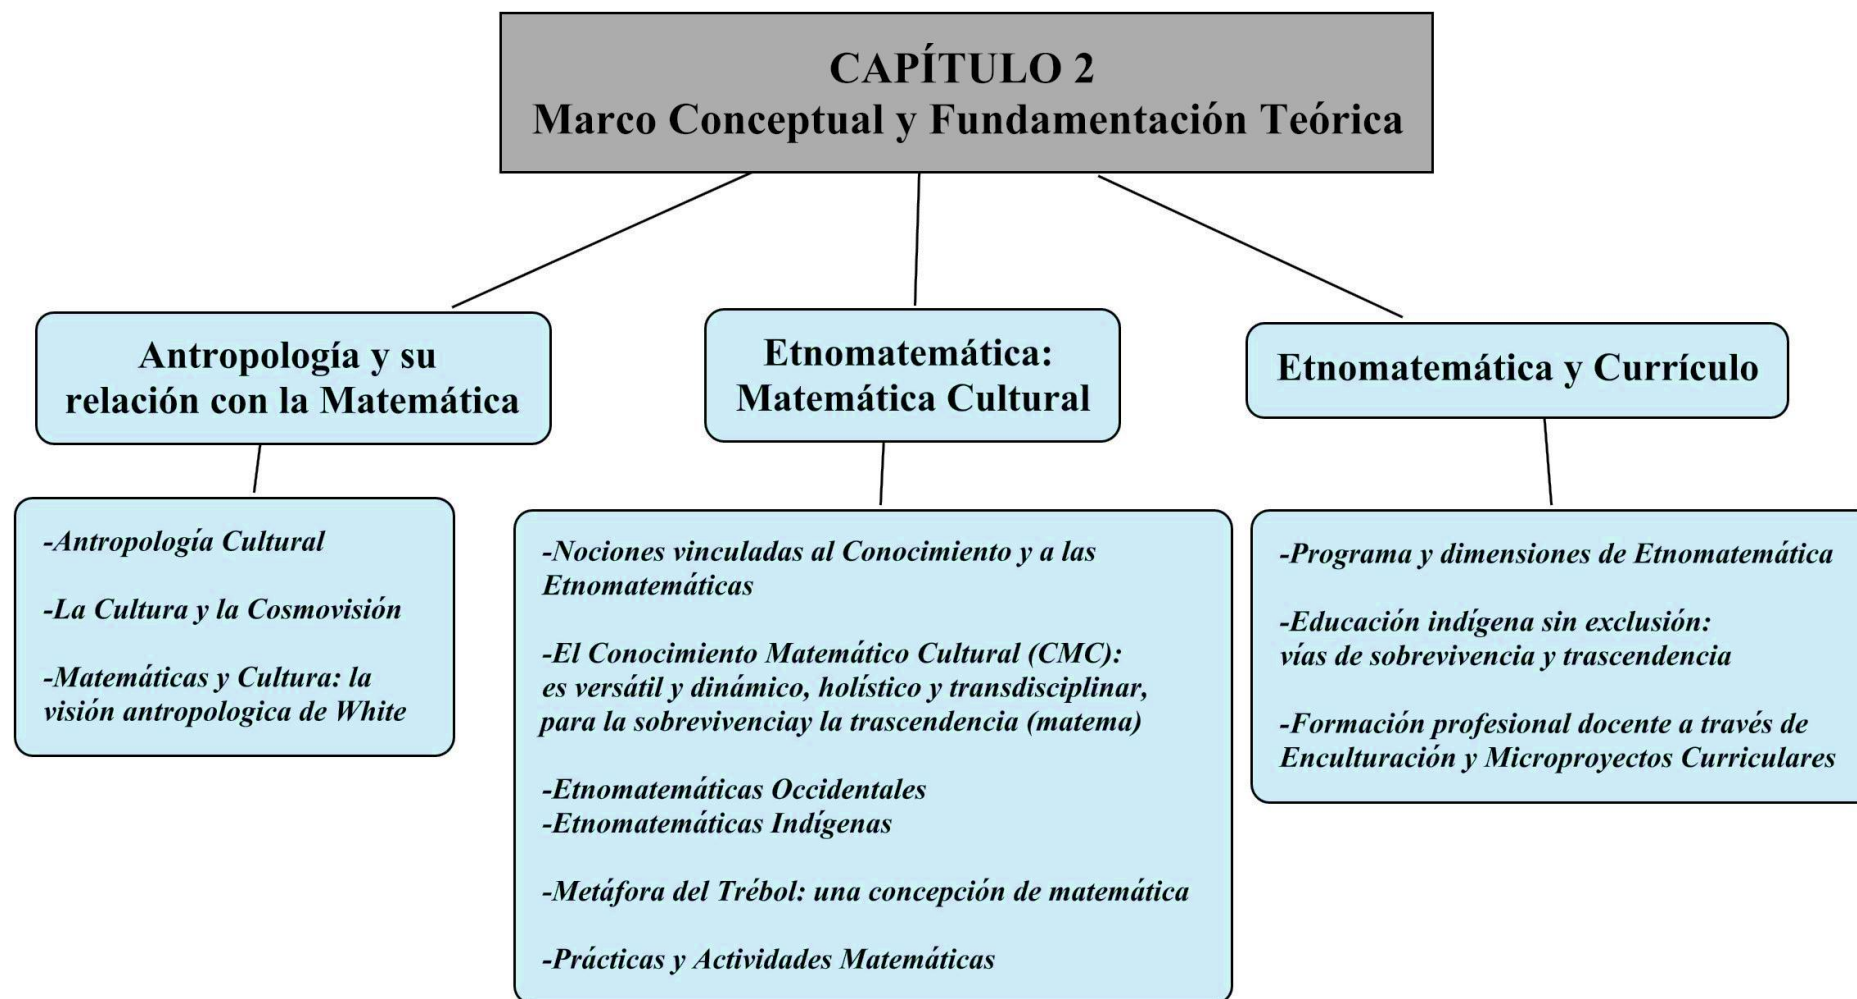 CAPÍTULO 2
Marco Conceptual y Fundamentación Teórica
Antropología y su
relación con la Matemática
Etnomatemática:
Matemática Cultural
Etnomatemática y Currículo
-Antropología Cultural
-La Cultura y la Cosmovisión
-Matemáticas y Cultura: la
visión antropologica de White
-Nociones vinculadas al Conocimiento y a las
Etnomatemáticas
-El Conocimiento Matemático Cultural (CMC):
es versátil y dinámico, holístico y transdisciplinar,
para la sobrevivenciay la trascendencia (matema)
-Etnomatemáticas Occidentales
-Etnomatemáticas Indígenas
-Metáfora del Trébol: una concepción de matemática
-Prácticas y Actividades Matemáticas
-Programa y dimensiones de Etnomatemática
-Educación indígena sin exclusión:
vías de sobrevivencia y trascendencia
-Formación profesional docente a través de
Enculturación y Microproyectos Curriculares